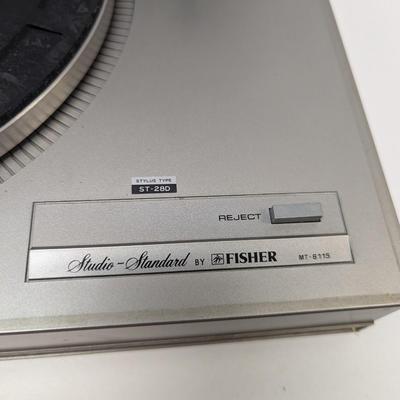 STYLUS TYPE
ST-28D
REJECT
Studio-Standard BY FISHER MT-6115